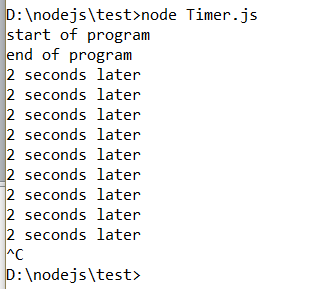 D:\nodejs\test>node Timer.js
start of program
end of program
2 seconds later
2 seconds later
2 seconds later
2 seconds later
2 seconds later
2 seconds later
2 seconds later
2 seconds later
2 seconds later
^C
D:\nodejs\test>